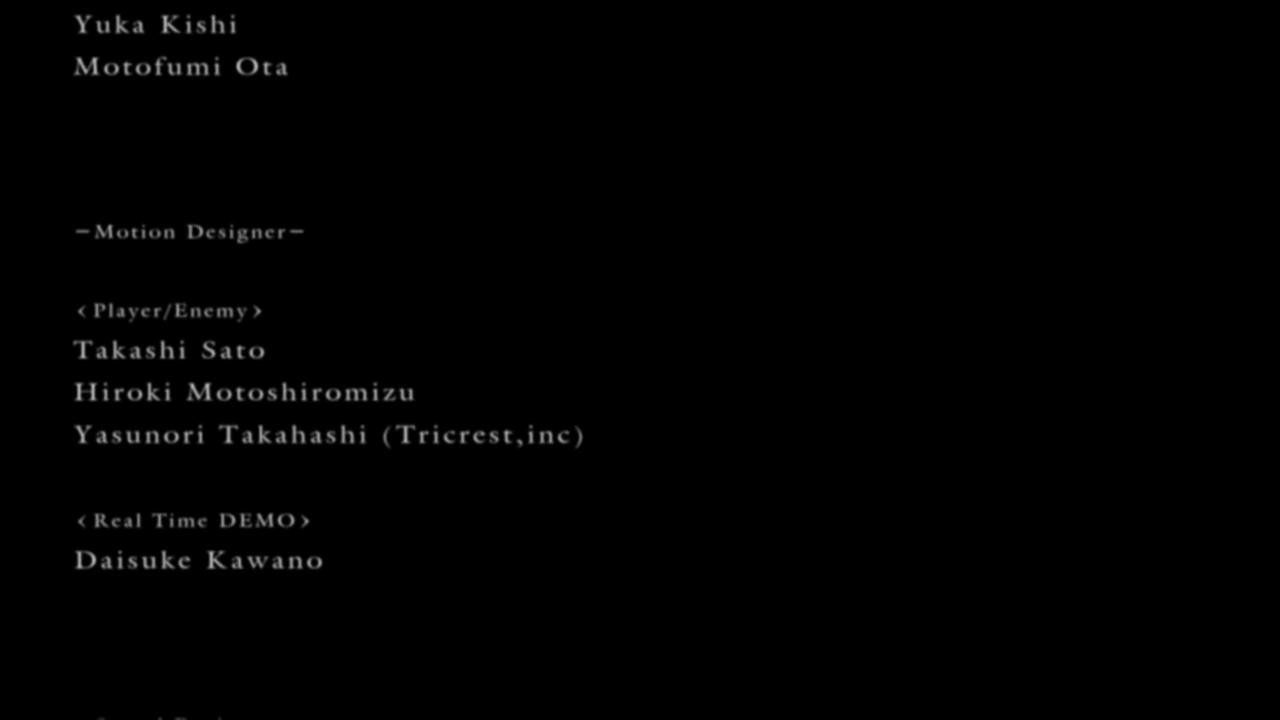 Yuka Kishi
Motofumi Ota
−Motion Designer−
‹Player/Enemy›
Takashi Sato
Hiroki Motoshiromizu
Yasunori Takahashi (Tricrest,inc)
‹Real Time DEMO›
Daisuke Kawano